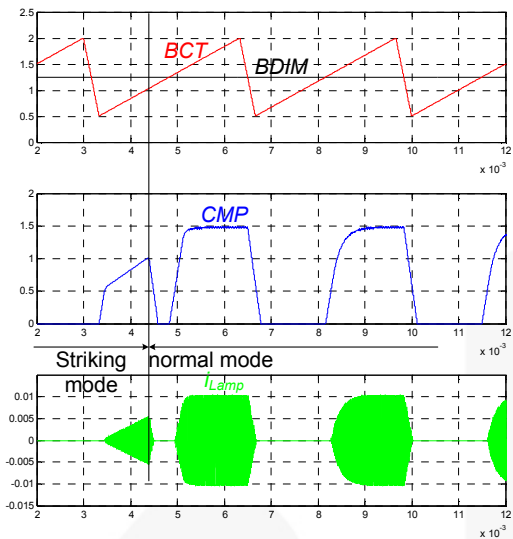 2.5
2
BCT
BDIM
1.5
1
0.5
0
2 3 4 5 6 7 8 9 10 11 12
x 10⁻³
2
CMP
1.5
1
0.5
0
2 3 4 5 6 7 8 9 10 11 12
x 10⁻³
Striking mode
normal mode
iLamp
0.01
0.005
0
-0.005
-0.01
-0.015
2 3 4 5 6 7 8 9 10 11 12
x 10⁻³